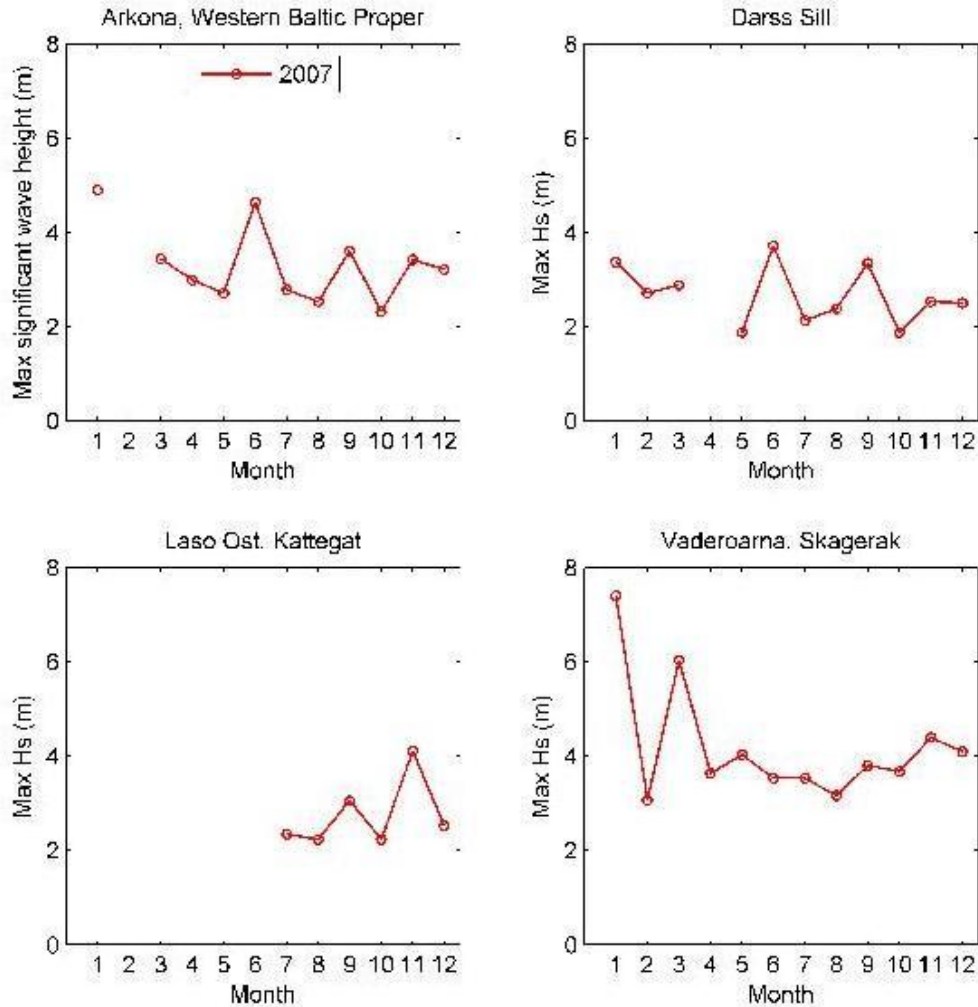 Arkona, Western Baltic Proper
Max significant wave height (m)
8
6
4
2
0
2007
1 2 3 4 5 6 7 8 9 10 11 12
Month
Darss Sill
Max Hs (m)
8
6
4
2
0
1 2 3 4 5 6 7 8 9 10 11 12
Month
Laso Ost. Kattegat
Max Hs (m)
8
6
4
2
0
1 2 3 4 5 6 7 8 9 10 11 12
Month
Vaderoarna. Skagerak
Max Hs (m)
8
6
4
2
0
1 2 3 4 5 6 7 8 9 10 11 12
Month